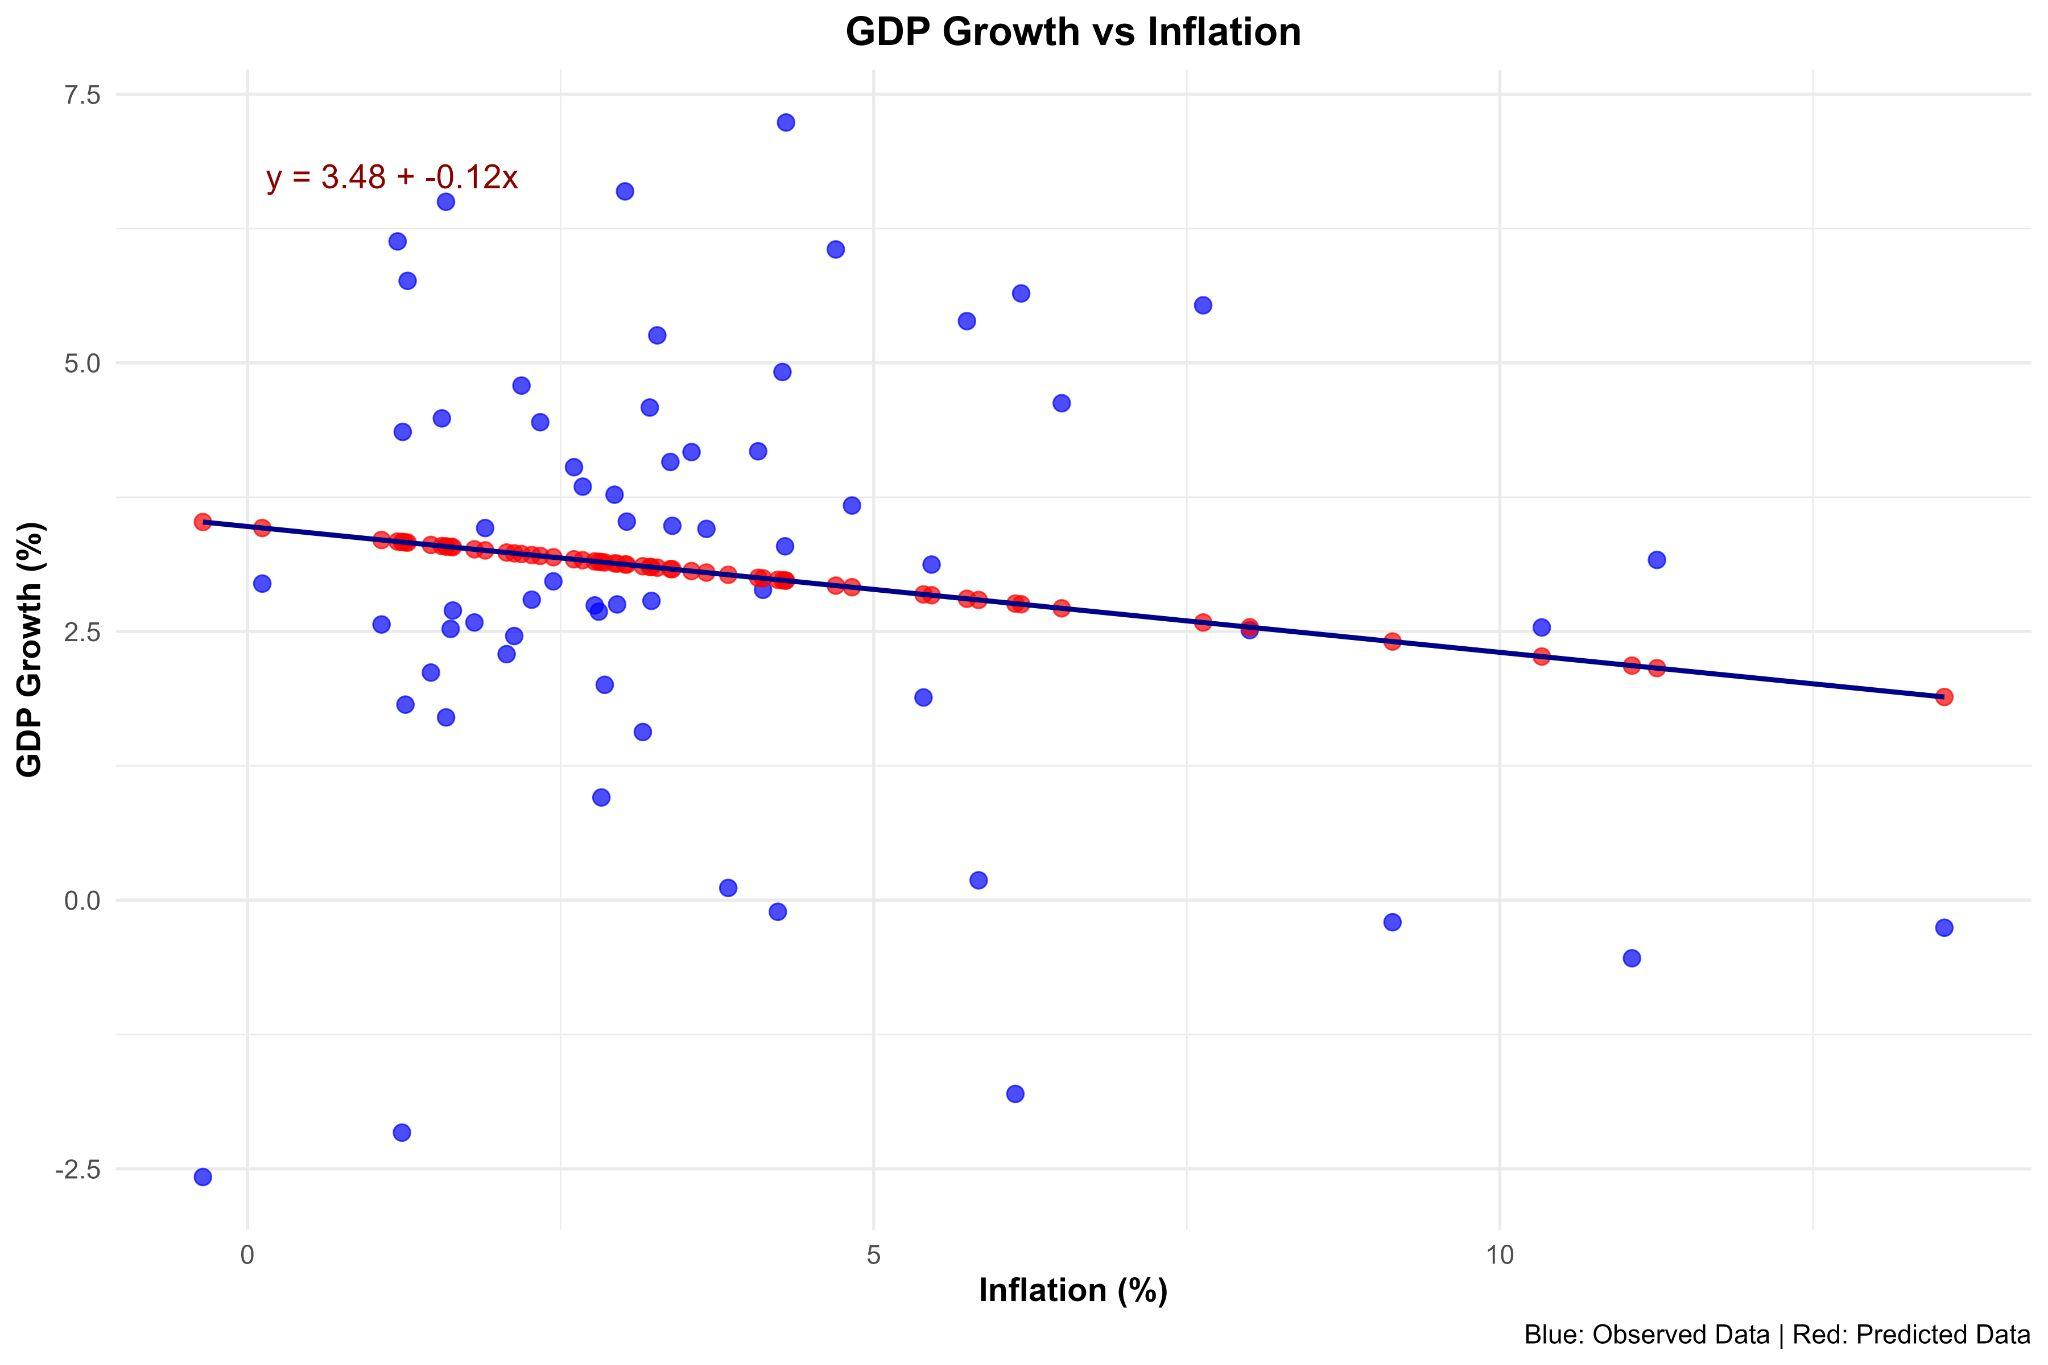 GDP Growth vs Inflation
7.5
y = 3.48 + -0.12x
5.0
GDP Growth (%)
2.5
0.0
-2.5
0
5
10
Inflation (%)
Blue: Observed Data | Red: Predicted Data